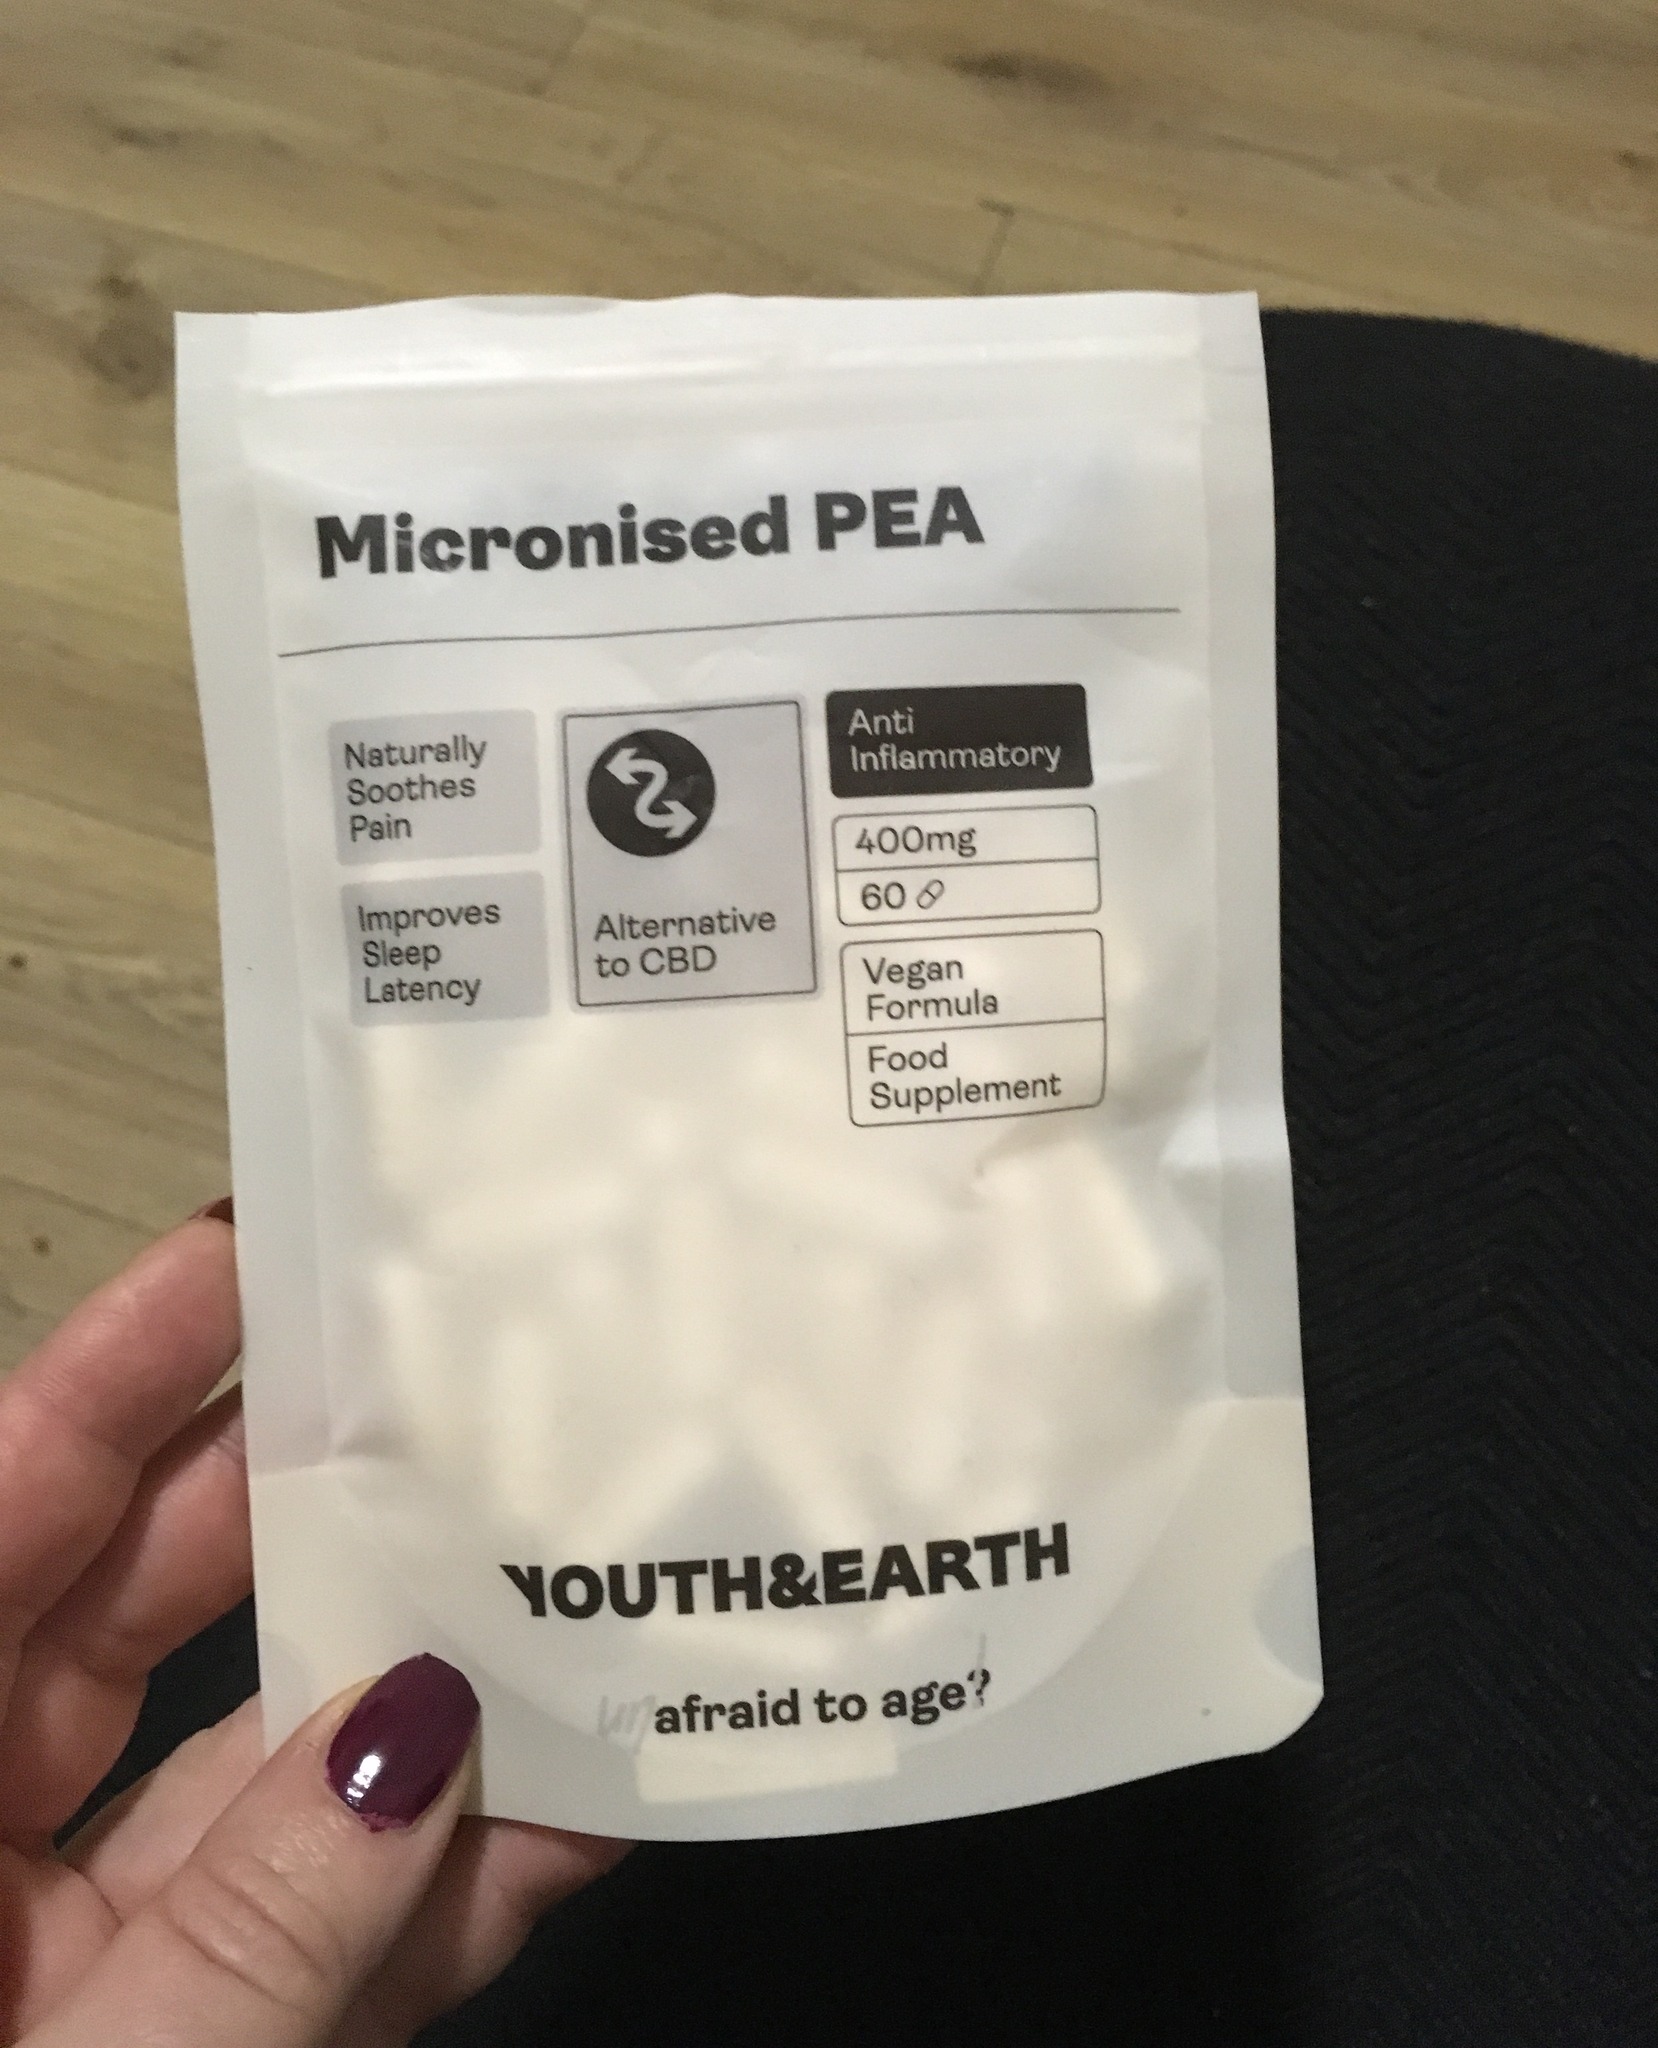 Micronised PEA
Naturally
Soothes
Pain
Improves
Sleep
Latency
Alternative
to CBD
Anti
Inflammatory
400mg
60
Vegan
Formula
Food
Supplement
YOUTH&EARTH
unafraid to age?